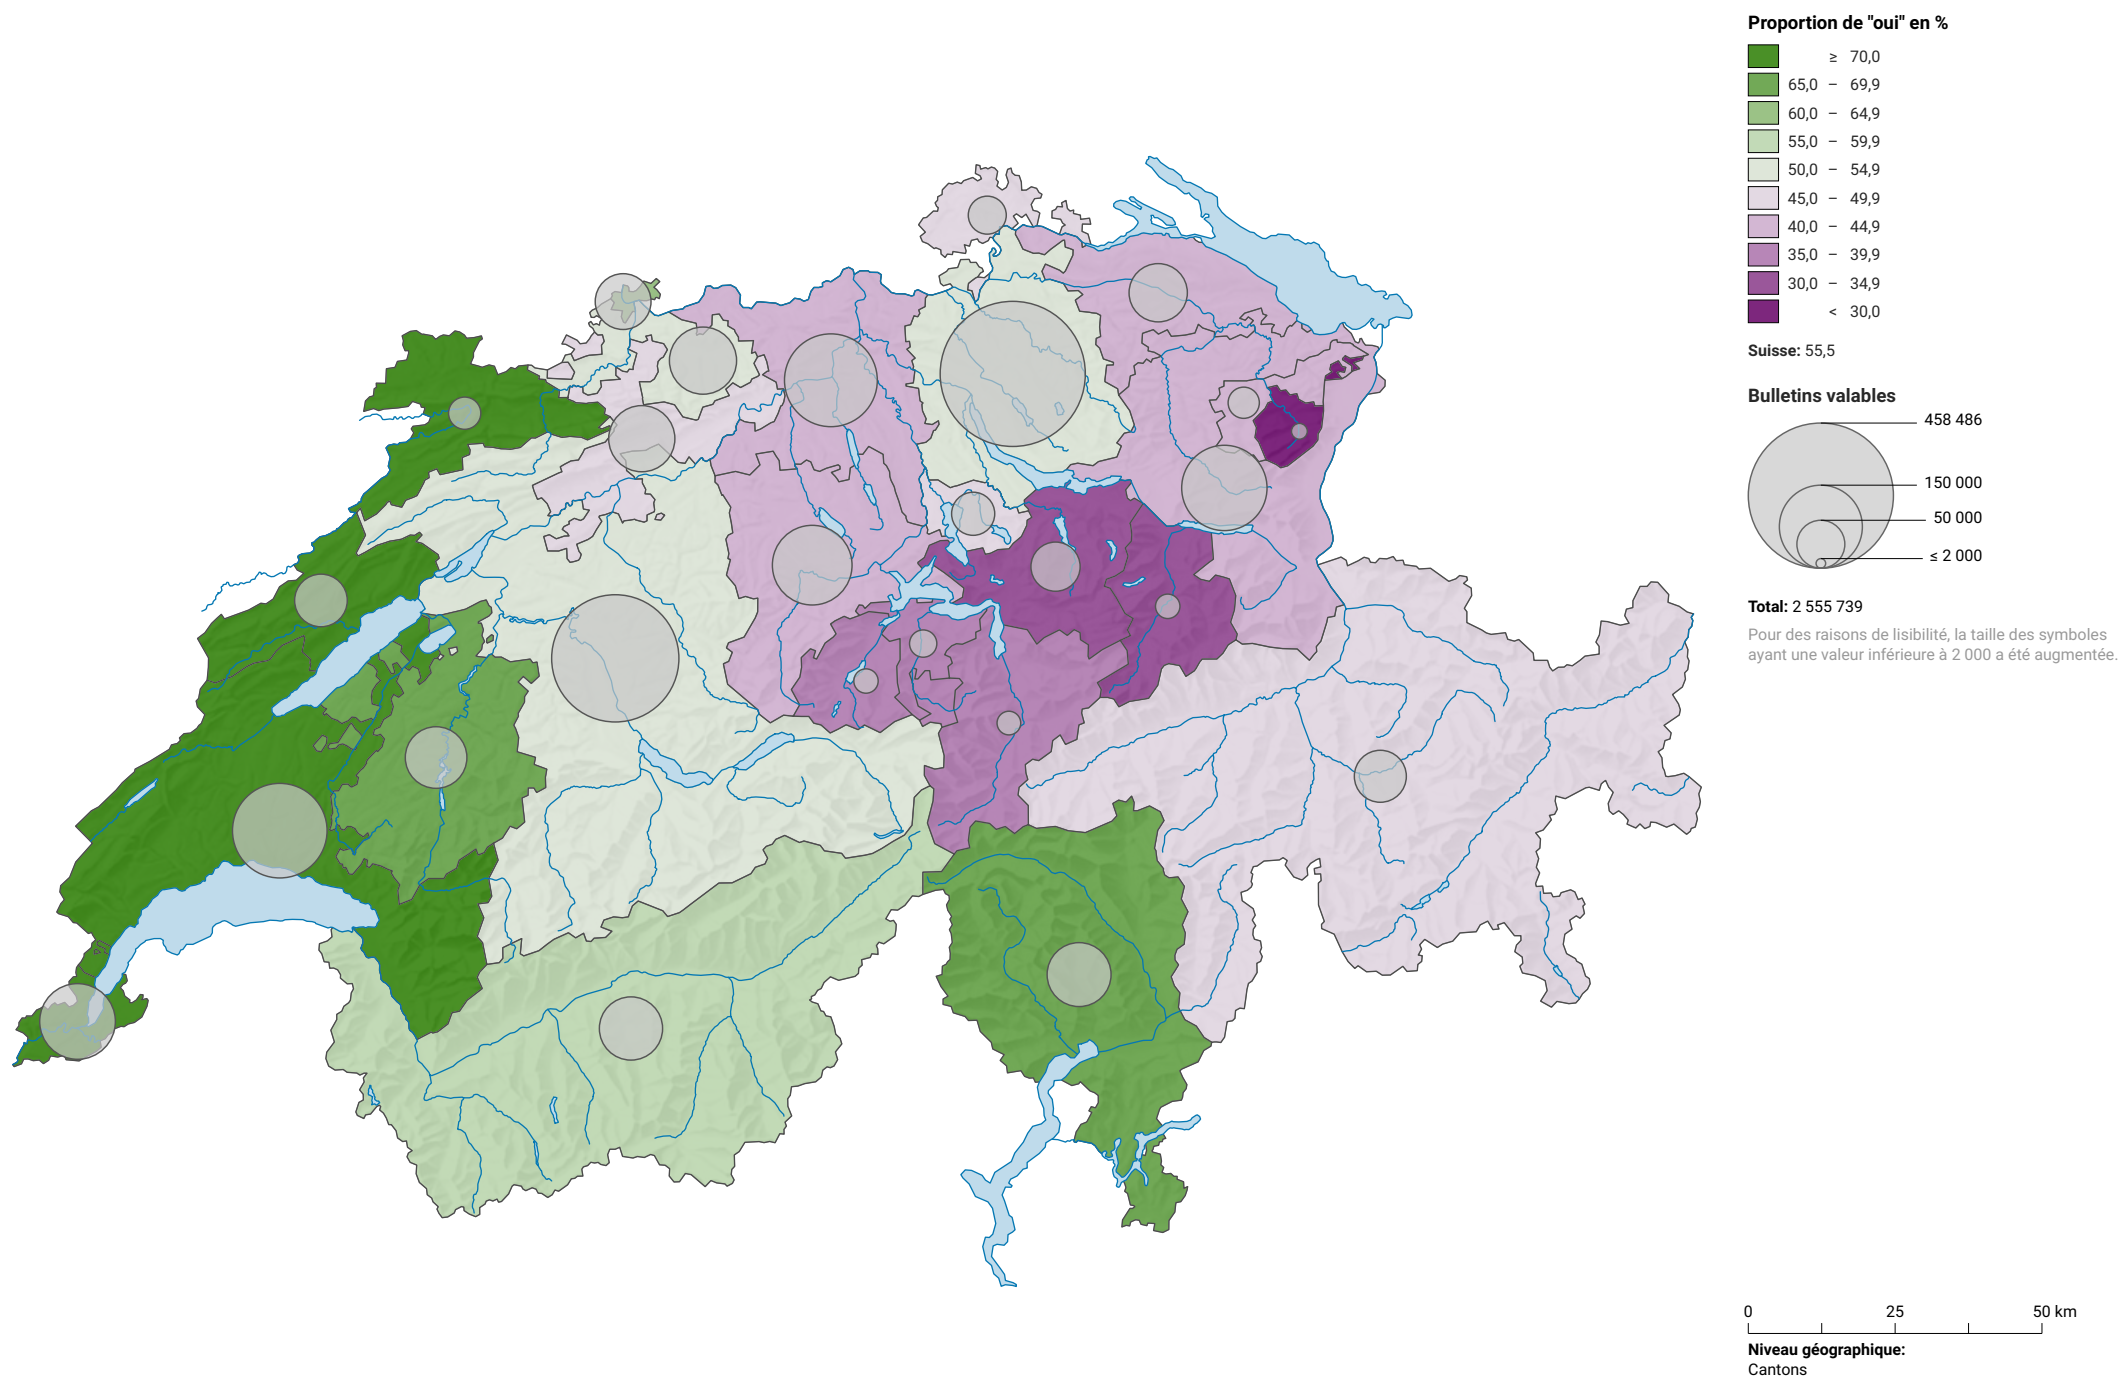 Proportion de "oui" en %
≥ 70,0
65,0 – 69,9
60,0 – 64,9
55,0 – 59,9
50,0 – 54,9
45,0 – 49,9
40,0 – 44,9
35,0 – 39,9
30,0 – 34,9
< 30,0
Suisse: 55,5
Bulletins valables
458 486
150 000
50 000
≤ 2 000
Total: 2 555 739
Pour des raisons de lisibilité, la taille des symboles
ayant une valeur inférieure à 2 000 a été augmentée.
0 25 50 km
Niveau géographique:
Cantons